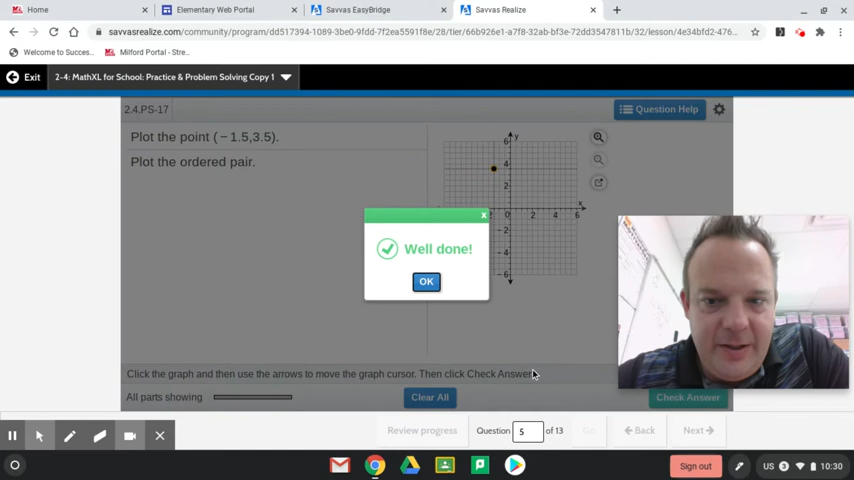 Home
Elementary Web Portal
Savvas EasyBridge
Savvas Realize
savvasrealize.com/community/program/dd517394-1089-3be0-9fdd-7f2ea5591f8e/28/tier/66b926e1-a7f8-32ab-bf3e-72dd3547811b/32/lesson/4e34bfd2-476...
Welcome to Succes...
Milford Portal - Stre...
Exit
2-4: MathXL for School: Practice & Problem Solving Copy 1
2.4.PS-17
Question Help
Plot the point (−1.5,3.5).
Plot the ordered pair.
y
6
4
2
x
2 0 2 4 6
−2
−4
−6
x
Well done!
OK
Click the graph and then use the arrows to move the graph cursor. Then click Check Answer.
All parts showing
Clear All
Check Answer
Review progress
Question 5 of 13
Go
Back
Next
Sign out
US 3 10:30